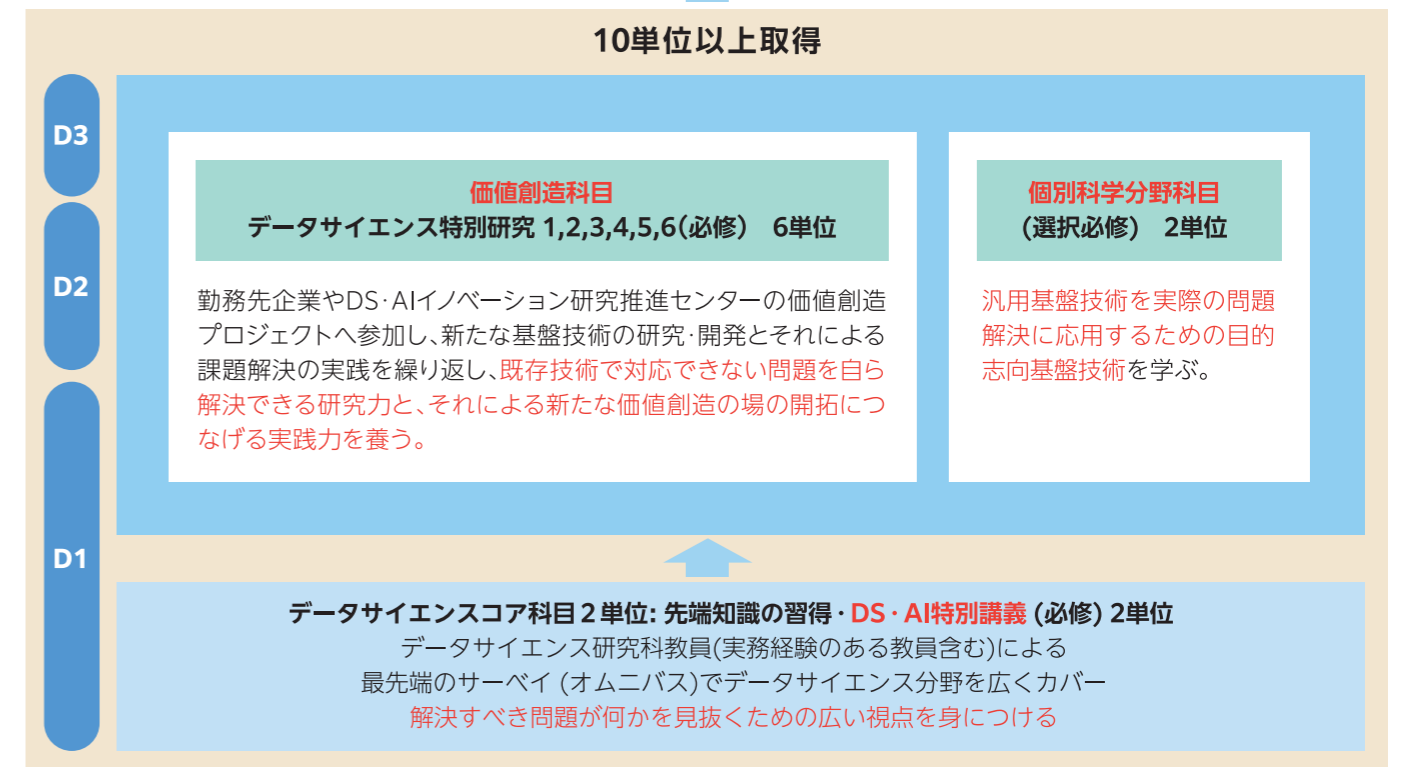 10単位以上取得
D3
D2
D1
価値創造科目
データサイエンス特別研究 1,2,3,4,5,6(必修) 6単位
勤務先企業やDS·AIイノベーション研究推進センターの価値創造
プロジェクトへ参加し、新たな基盤技術の研究·開発とそれによる
課題解決の実践を繰り返し、既存技術で対応できない問題を自ら
解決できる研究力と、それによる新たな価値創造の場の開拓につ
なげる実践力を養う。
個別科学分野科目
(選択必修) 2単位
汎用基盤技術を実際の問題
解決に応用するための目的
志向基盤技術を学ぶ。
データサイエンスコア科目2単位: 先端知識の習得·DS·AI特別講義 (必修) 2単位
データサイエンス研究科教員(実務経験のある教員含む)による
最先端のサーベイ (オムニバス)でデータサイエンス分野を広くカバー
解決すべき問題が何かを見抜くための広い視点を身につける